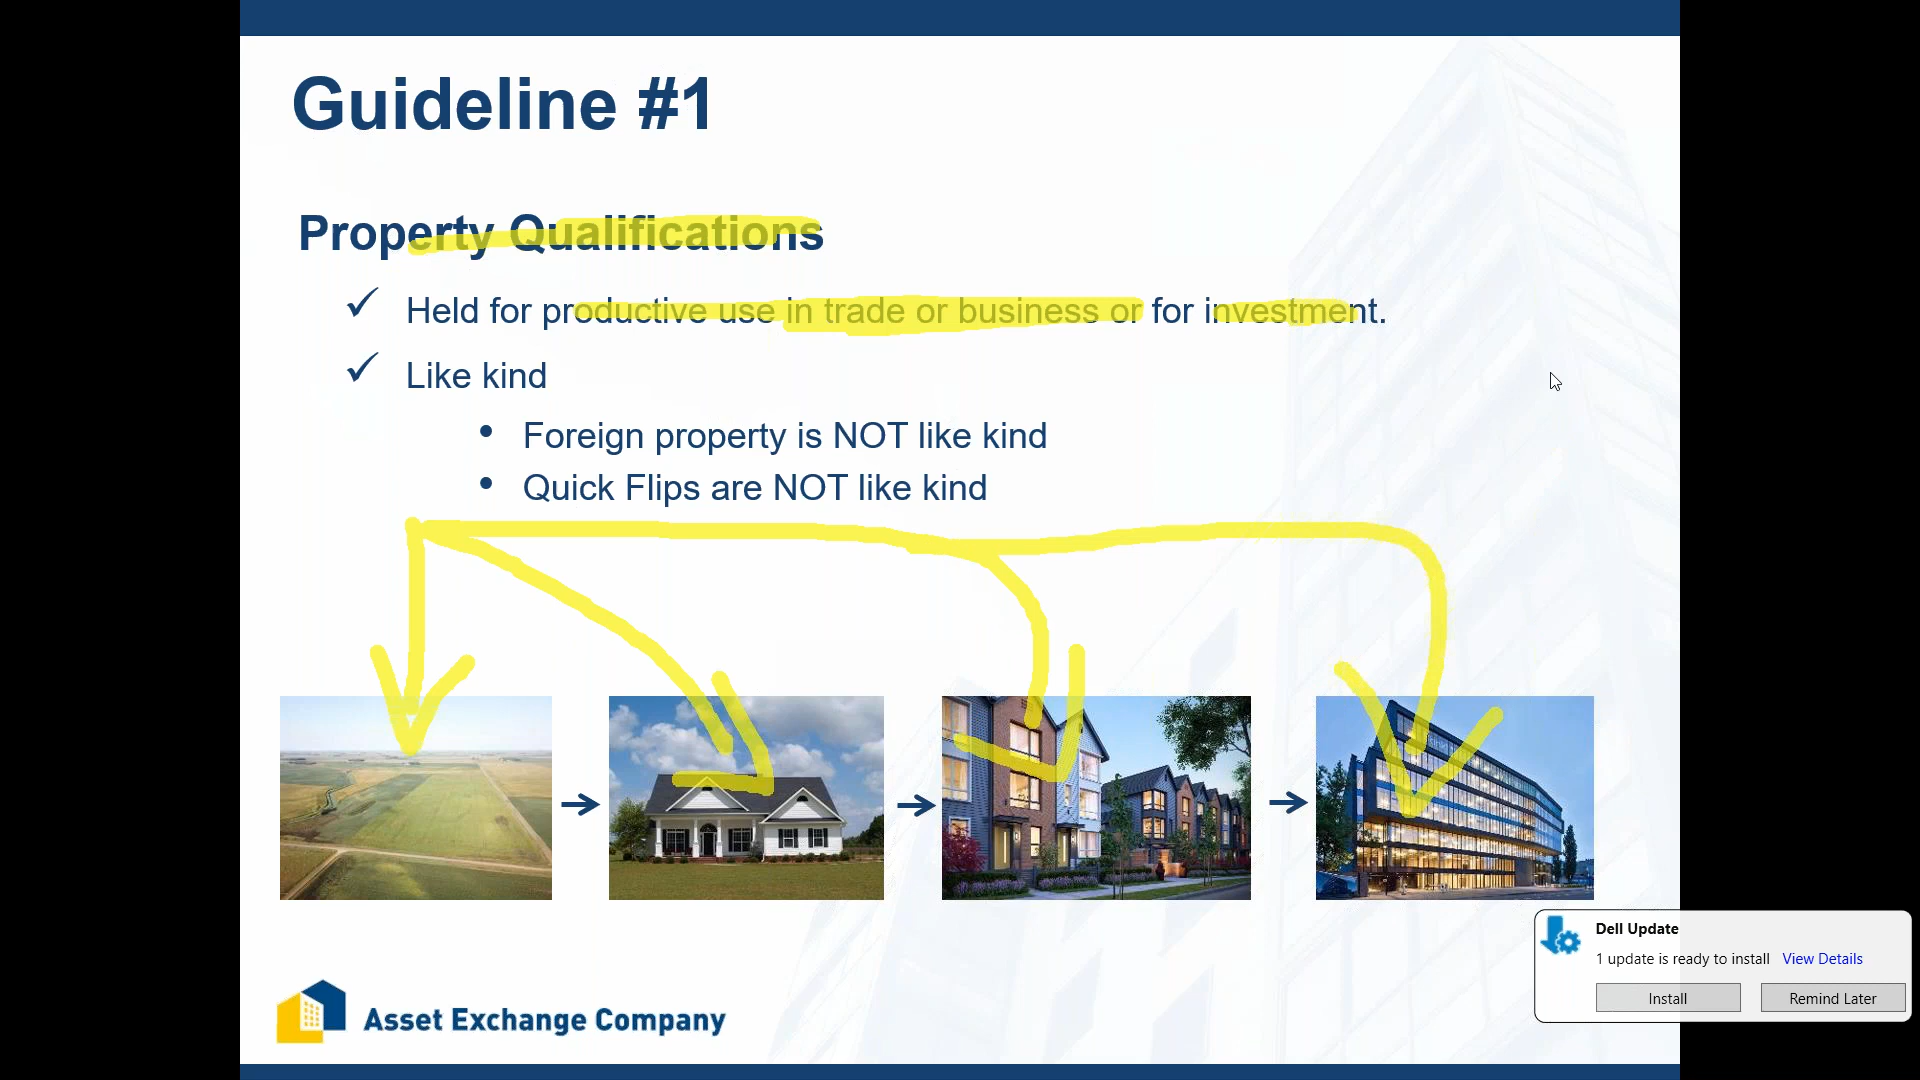 Guideline #1
Property Qualifications
✓ Held for productive use in trade or business or for investment.
✓ Like kind
• Foreign property is NOT like kind
• Quick Flips are NOT like kind
Asset Exchange Company
Dell Update
1 update is ready to install View Details
Install Remind Later